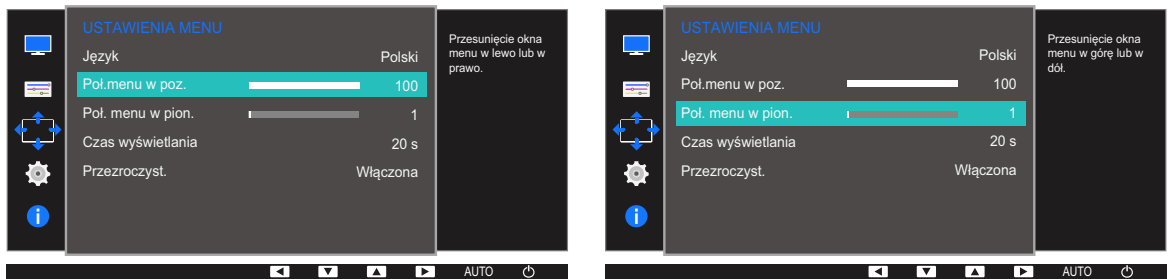 USTAWIENIA MENU
Język Polski
Poł.menu w poz. 100
Poł. menu w pion. 1
Czas wyświetlania 20 s
Przezroczyst. Włączona
Przesunięcie okna
menu w lewo lub w
prawo.
AUTO
USTAWIENIA MENU
Język Polski
Poł.menu w poz. 100
Poł. menu w pion. 1
Czas wyświetlania 20 s
Przezroczyst. Włączona
Przesunięcie okna
menu w górę lub w
dół.
AUTO